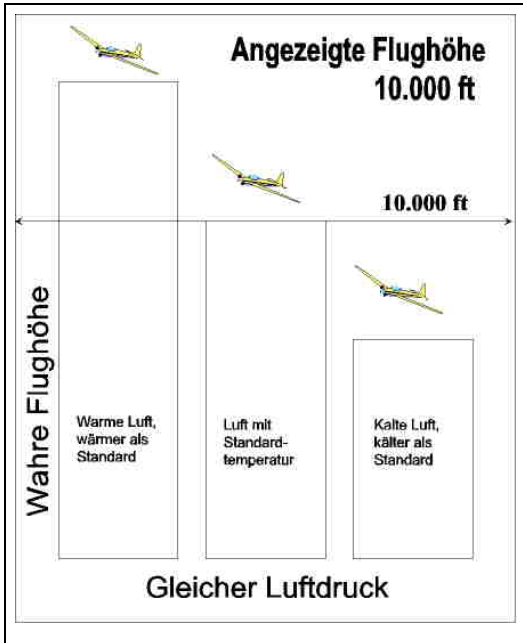 Angezeigte Flughöhe
10.000 ft
10.000 ft
Wahre Flughöhe
Warme Luft,
wärmer als
Standard
Luft mit
Standard-
temperatur
Kalte Luft,
kälter als
Standard
Gleicher Luftdruck